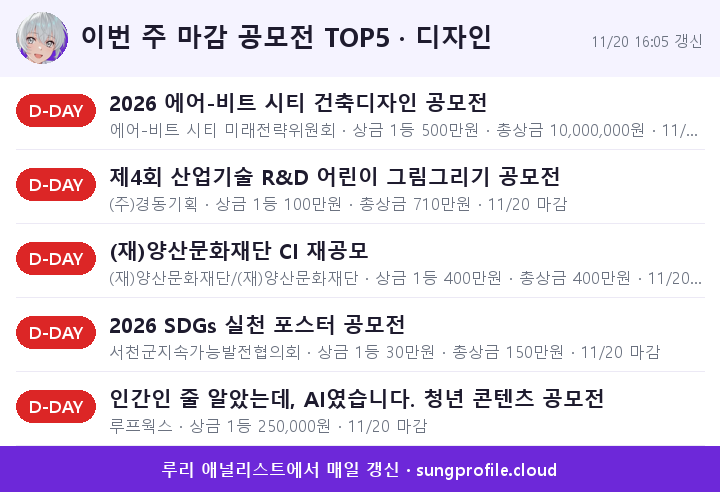 이번 주 마감 공모전 TOP5 · 디자인
11/20 16:05 갱신
D-DAY
2026 에어-비트 시티 건축디자인 공모전
에어-비트 시티 미래전략위원회 · 상금 1등 500만원 · 총상금 10,000,000원 · 11/...
D-DAY
제4회 산업기술 R&D 어린이 그림그리기 공모전
(주)경동기획 · 상금 1등 100만원 · 총상금 710만원 · 11/20 마감
D-DAY
(재)양산문화재단 CI 재공모
(재)양산문화재단/(재)양산문화재단 · 상금 1등 400만원 · 총상금 400만원 · 11/20...
D-DAY
2026 SDGs 실천 포스터 공모전
서천군지속가능발전협의회 · 상금 1등 30만원 · 총상금 150만원 · 11/20 마감
D-DAY
인간인 줄 알았는데, AI였습니다. 청년 콘텐츠 공모전
루프웍스 · 상금 1등 250,000원 · 11/20 마감
루리 애널리스트에서 매일 갱신 · sungprofile.cloud